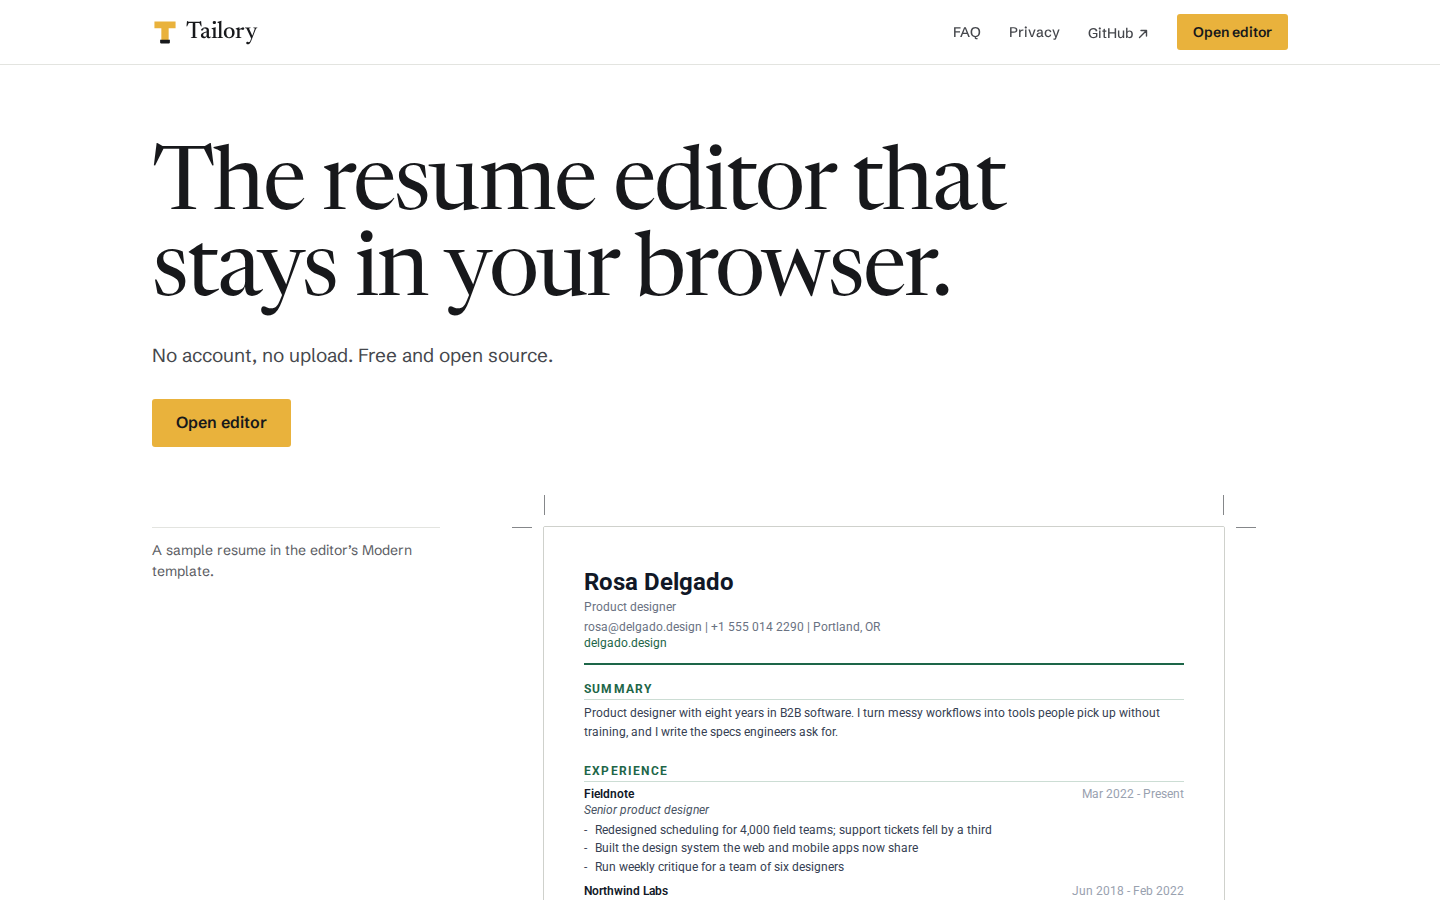 Tailory
FAQ
Privacy
GitHub ↗
Open editor
The resume editor that
stays in your browser.
No account, no upload. Free and open source.
Open editor
A sample resume in the editor’s Modern
template.
Rosa Delgado
Product designer
rosa@delgado.design | +1 555 014 2290 | Portland, OR
delgado.design
SUMMARY
Product designer with eight years in B2B software. I turn messy workflows into tools people pick up without
training, and I write the specs engineers ask for.
EXPERIENCE
Fieldnote Mar 2022 - Present
Senior product designer
- Redesigned scheduling for 4,000 field teams; support tickets fell by a third
- Built the design system the web and mobile apps now share
- Run weekly critique for a team of six designers
Northwind Labs Jun 2018 - Feb 2022